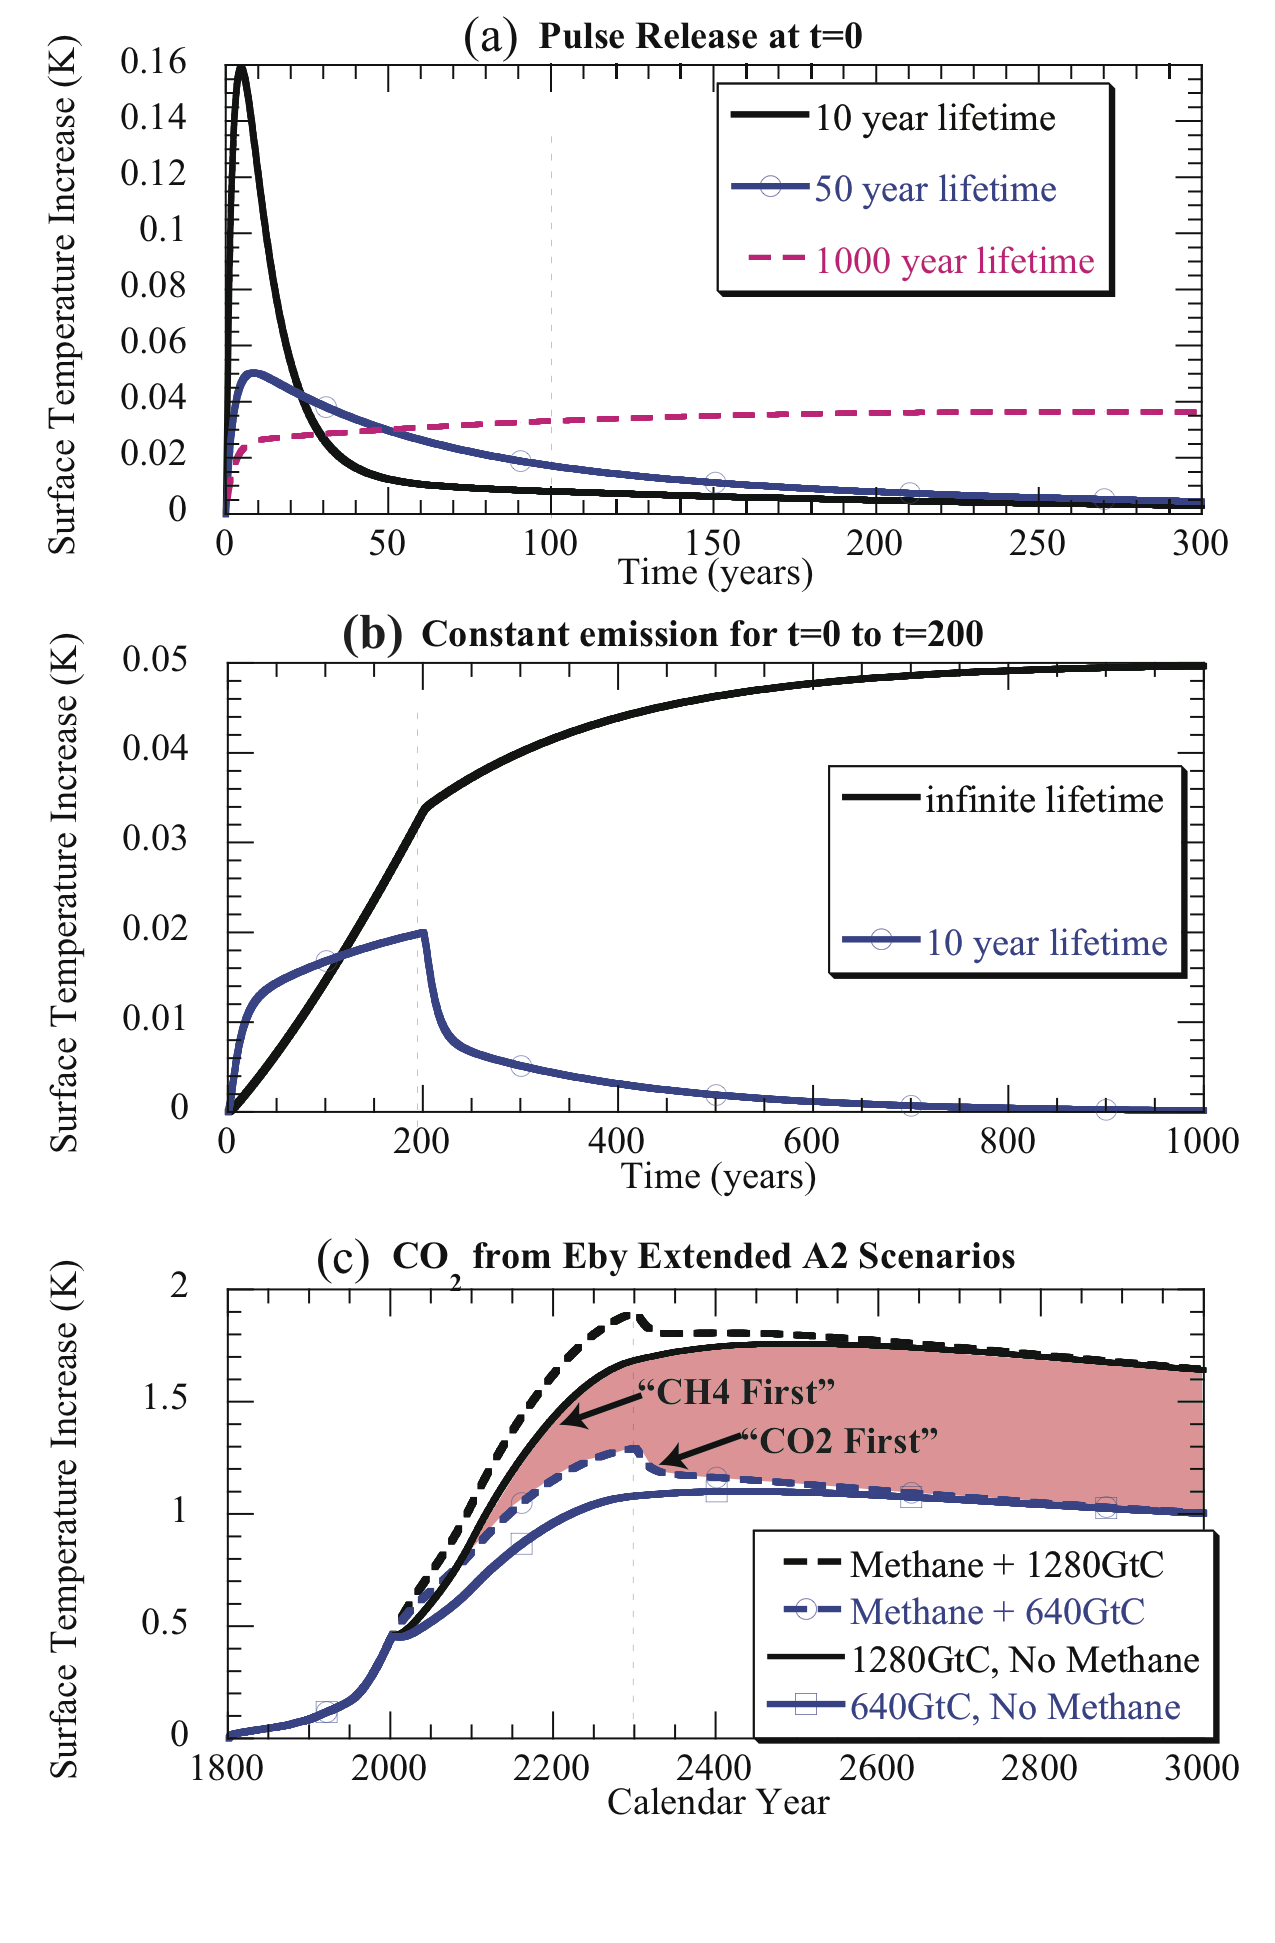 (a) Pulse Release at t=0
Surface Temperature Increase (K)
0.16
0.14
0.12
0.1
0.08
0.06
0.04
0.02
0
10 year lifetime
50 year lifetime
1000 year lifetime
0 50 100 150 200 250 300
Time (years)
(b) Constant emission for t=0 to t=200
Surface Temperature Increase (K)
0.05
0.04
0.03
0.02
0.01
0
infinite lifetime
10 year lifetime
0 200 400 600 800 1000
Time (years)
(c) CO2 from Eby Extended A2 Scenarios
Surface Temperature Increase (K)
2
1.5
1
0.5
0
“CH4 First”
“CO2 First”
Methane + 1280GtC
Methane + 640GtC
1280GtC, No Methane
640GtC, No Methane
1800 2000 2200 2400 2600 2800 3000
Calendar Year